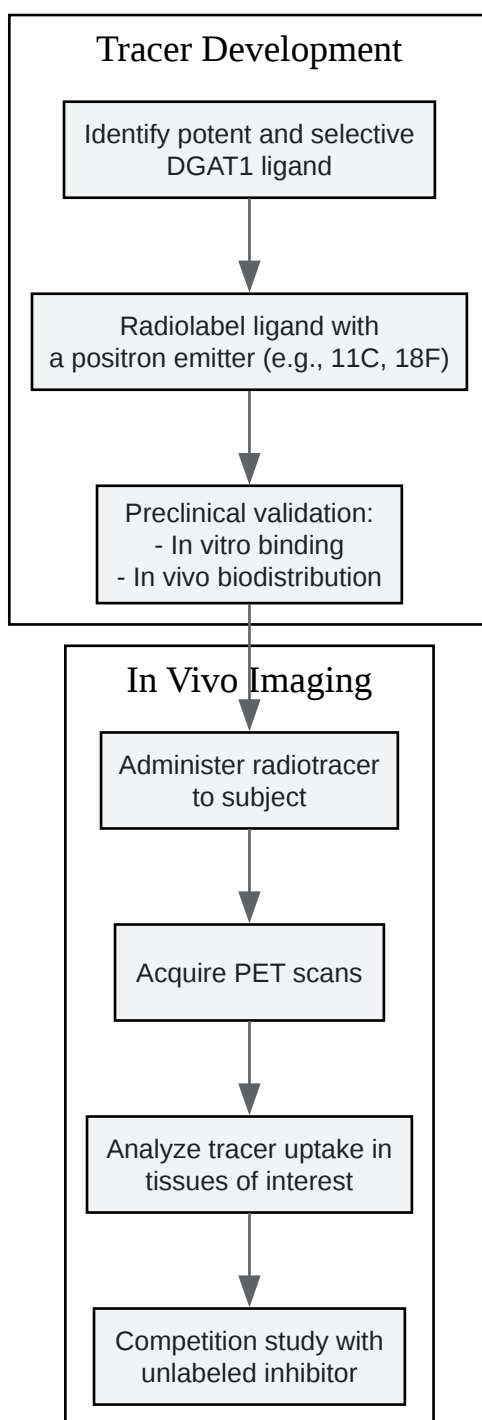 Tracer Development
Identify potent and selective
DGAT1 ligand
Radiolabel ligand with
a positron emitter (e.g., 11C, 18F)
Preclinical validation:
- In vitro binding
- In vivo biodistribution
In Vivo Imaging
Administer radiotracer
to subject
Acquire PET scans
Analyze tracer uptake in
tissues of interest
Competition study with
unlabeled inhibitor